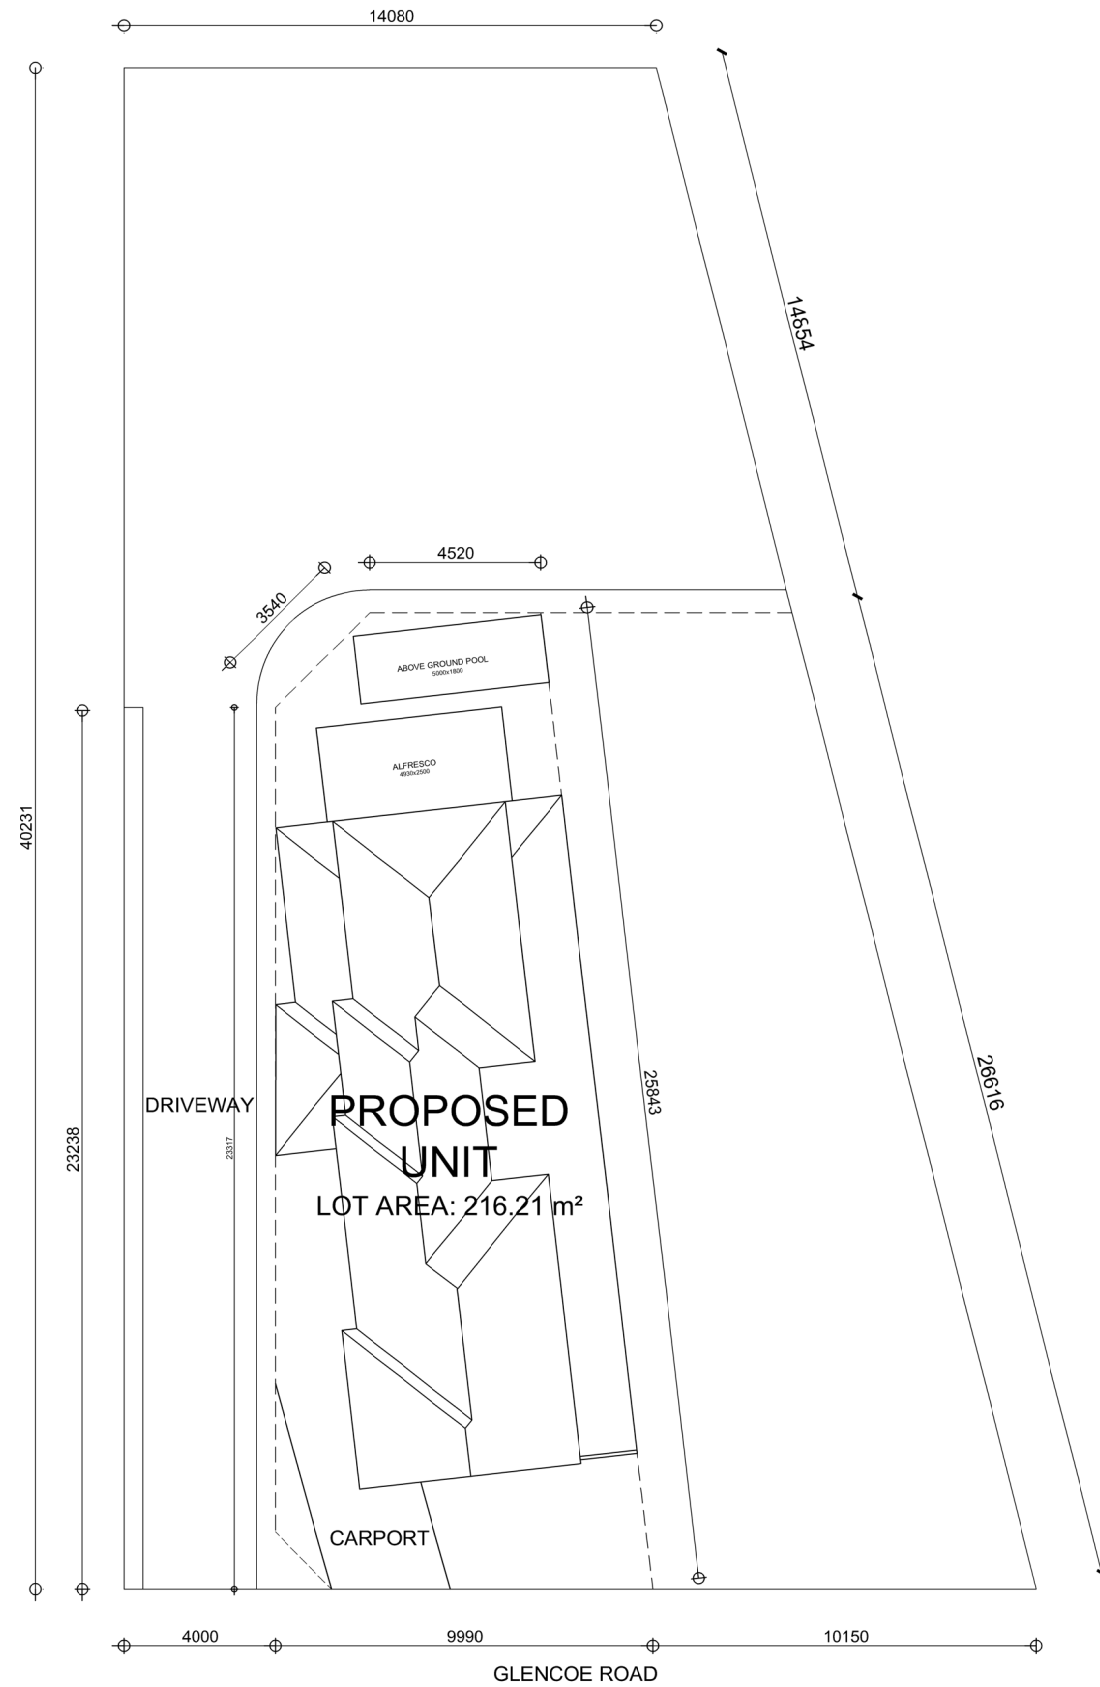 14080
14654
4520
3540
ABOVE GROUND POOL
5000x1800
ALFRESCO
4930x2500
40231
25843
26616
DRIVEWAY
PROPOSED
UNIT
23238
23317
LOT AREA: 216.21 m²
CARPORT
4000
9990
10150
GLENCOE ROAD